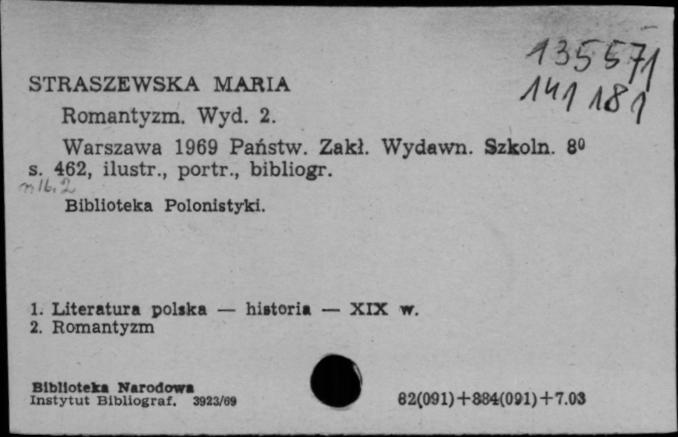 135571
141 181
STRASZEWSKA MARIA
Romantyzm. Wyd. 2.
Warszawa 1969 Państw. Zakł. Wydawn. Szkoln. 8⁰
s. 462, ilustr., portr., bibliogr.
Biblioteka Polonistyki.
1. Literatura polska — historia — XIX w.
2. Romantyzm
Biblioteka Narodowa
Instytut Bibliograf. 3923/69
82(091)+884(091)+7.03